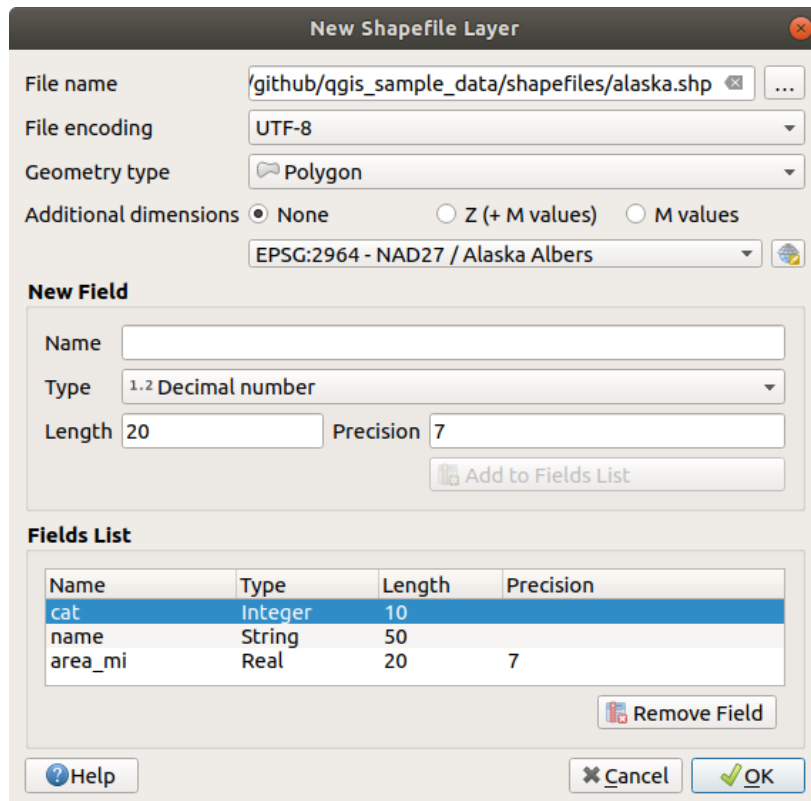 New Shapefile Layer
File name /github/qgis_sample_data/shapefiles/alaska.shp ...
File encoding UTF-8
Geometry type Polygon
Additional dimensions None Z (+ M values) M values
EPSG:2964 - NAD27 / Alaska Albers
New Field
Name
Type 1.2 Decimal number
Length 20 Precision 7
Add to Fields List
Fields List
Name Type Length Precision
cat Integer 10
name String 50
area_mi Real 20 7
Remove Field
Help Cancel OK